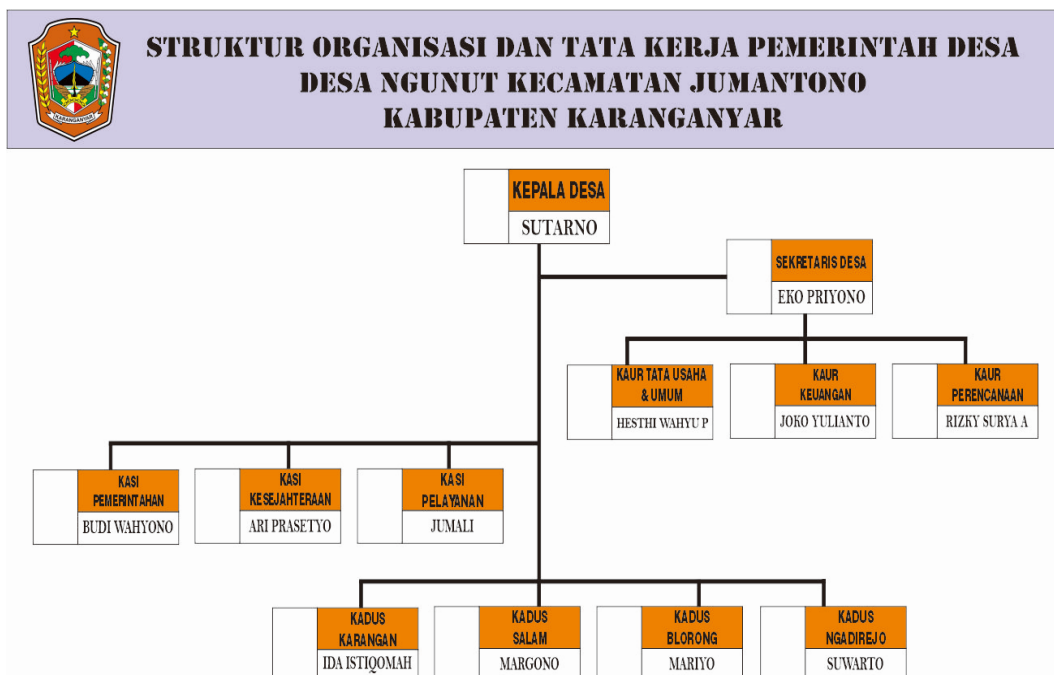 STRUKTUR ORGANISASI DAN TATA KERJA PEMERINTAH DESA
DESA NGUNUT KECAMATAN JUMANTONO
KABUPATEN KARANGANYAR
KARANGANYAR
KEPALA DESA
SUTARNO
SEKRETARIS DESA
EKO PRIYONO
KAUR TATA USAHA
& UMUM
HESTHI WAHYU P
KAUR
KEUANGAN
JOKO YULIANTO
KAUR
PERENCANAAN
RIZKY SURYA A
KASI
PEMERINTAHAN
BUDI WAHYONO
KASI
KESEJAHTERAAN
ARI PRASETYO
KASI
PELAYANAN
JUMALI
KADUS
KARANGAN
IDA ISTIQOMAH
KADUS
SALAM
MARGONO
KADUS
BLORONG
MARIYO
KADUS
NGADIREJO
SUWARTO